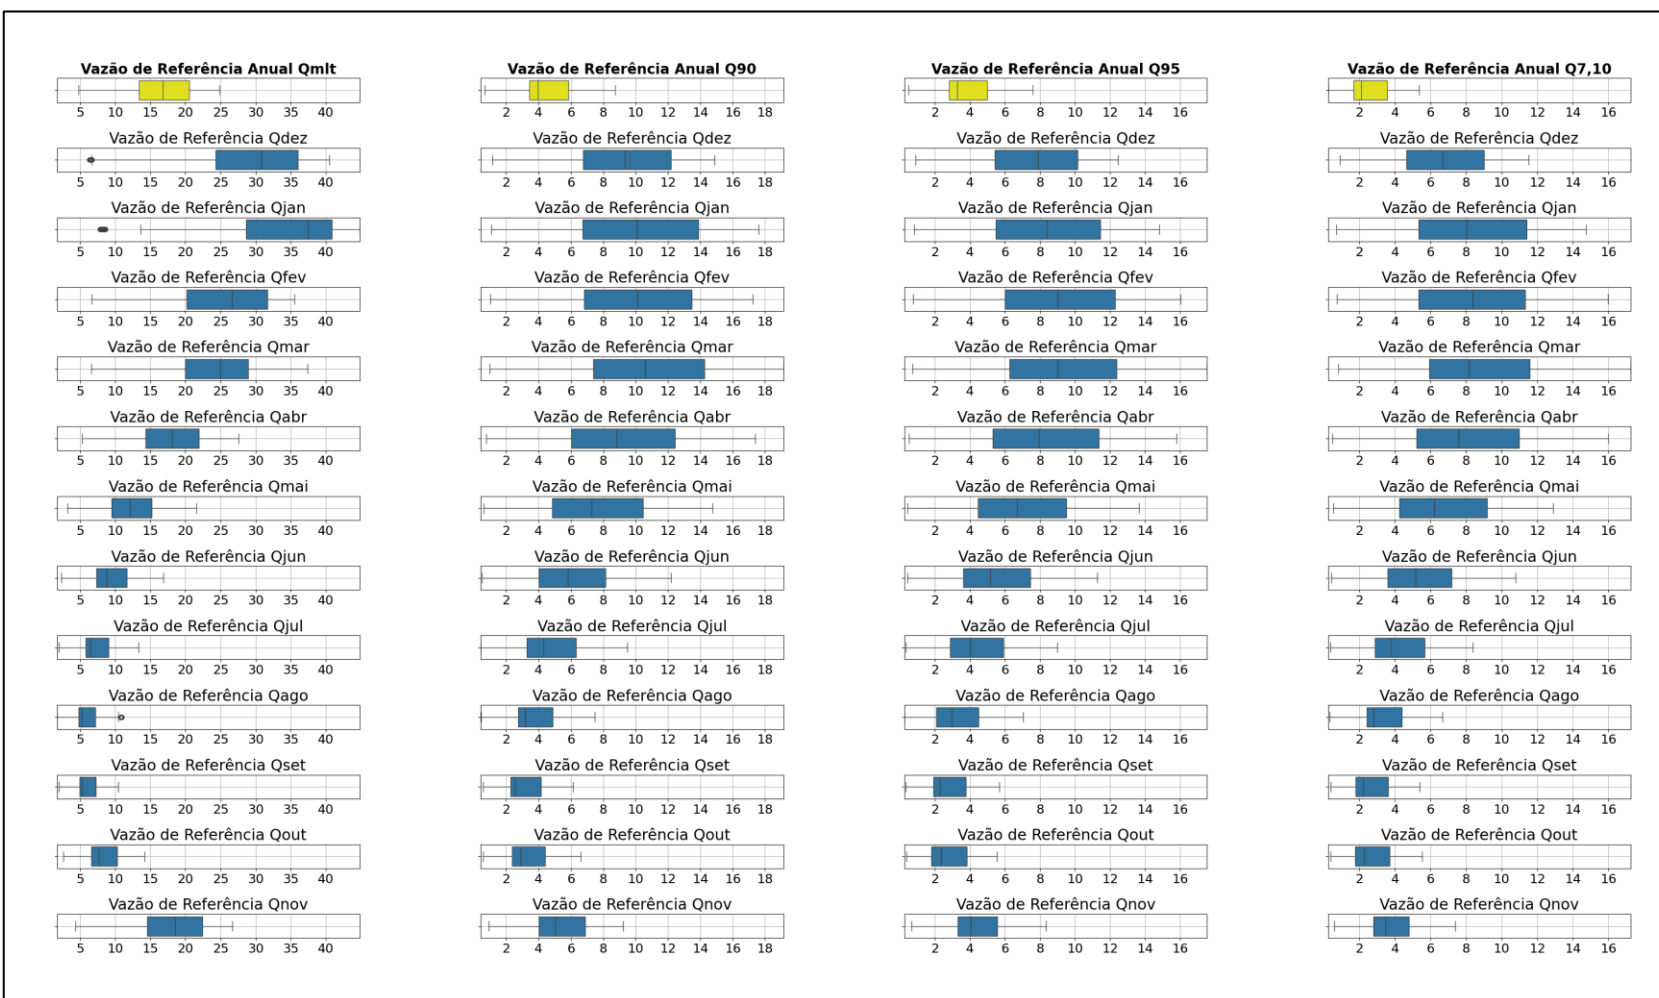 Vazão de Referência Anual Qmlt
5 10 15 20 25 30 35 40
Vazão de Referência Qdez
5 10 15 20 25 30 35 40
Vazão de Referência Qjan
5 10 15 20 25 30 35 40
Vazão de Referência Qfev
5 10 15 20 25 30 35 40
Vazão de Referência Qmar
5 10 15 20 25 30 35 40
Vazão de Referência Qabr
5 10 15 20 25 30 35 40
Vazão de Referência Qmai
5 10 15 20 25 30 35 40
Vazão de Referência Qjun
5 10 15 20 25 30 35 40
Vazão de Referência Qjul
5 10 15 20 25 30 35 40
Vazão de Referência Qago
5 10 15 20 25 30 35 40
Vazão de Referência Qset
5 10 15 20 25 30 35 40
Vazão de Referência Qout
5 10 15 20 25 30 35 40
Vazão de Referência Qnov
5 10 15 20 25 30 35 40
Vazão de Referência Anual Q90
2 4 6 8 10 12 14 16 18
Vazão de Referência Qdez
2 4 6 8 10 12 14 16 18
Vazão de Referência Qjan
2 4 6 8 10 12 14 16 18
Vazão de Referência Qfev
2 4 6 8 10 12 14 16 18
Vazão de Referência Qmar
2 4 6 8 10 12 14 16 18
Vazão de Referência Qabr
2 4 6 8 10 12 14 16 18
Vazão de Referência Qmai
2 4 6 8 10 12 14 16 18
Vazão de Referência Qjun
2 4 6 8 10 12 14 16 18
Vazão de Referência Qjul
2 4 6 8 10 12 14 16 18
Vazão de Referência Qago
2 4 6 8 10 12 14 16 18
Vazão de Referência Qset
2 4 6 8 10 12 14 16 18
Vazão de Referência Qout
2 4 6 8 10 12 14 16 18
Vazão de Referência Qnov
2 4 6 8 10 12 14 16 18
Vazão de Referência Anual Q95
2 4 6 8 10 12 14 16
Vazão de Referência Qdez
2 4 6 8 10 12 14 16
Vazão de Referência Qjan
2 4 6 8 10 12 14 16
Vazão de Referência Qfev
2 4 6 8 10 12 14 16
Vazão de Referência Qmar
2 4 6 8 10 12 14 16
Vazão de Referência Qabr
2 4 6 8 10 12 14 16
Vazão de Referência Qmai
2 4 6 8 10 12 14 16
Vazão de Referência Qjun
2 4 6 8 10 12 14 16
Vazão de Referência Qjul
2 4 6 8 10 12 14 16
Vazão de Referência Qago
2 4 6 8 10 12 14 16
Vazão de Referência Qset
2 4 6 8 10 12 14 16
Vazão de Referência Qout
2 4 6 8 10 12 14 16
Vazão de Referência Qnov
2 4 6 8 10 12 14 16
Vazão de Referência Anual Q7,10
2 4 6 8 10 12 14 16
Vazão de Referência Qdez
2 4 6 8 10 12 14 16
Vazão de Referência Qjan
2 4 6 8 10 12 14 16
Vazão de Referência Qfev
2 4 6 8 10 12 14 16
Vazão de Referência Qmar
2 4 6 8 10 12 14 16
Vazão de Referência Qabr
2 4 6 8 10 12 14 16
Vazão de Referência Qmai
2 4 6 8 10 12 14 16
Vazão de Referência Qjun
2 4 6 8 10 12 14 16
Vazão de Referência Qjul
2 4 6 8 10 12 14 16
Vazão de Referência Qago
2 4 6 8 10 12 14 16
Vazão de Referência Qset
2 4 6 8 10 12 14 16
Vazão de Referência Qout
2 4 6 8 10 12 14 16
Vazão de Referência Qnov
2 4 6 8 10 12 14 16